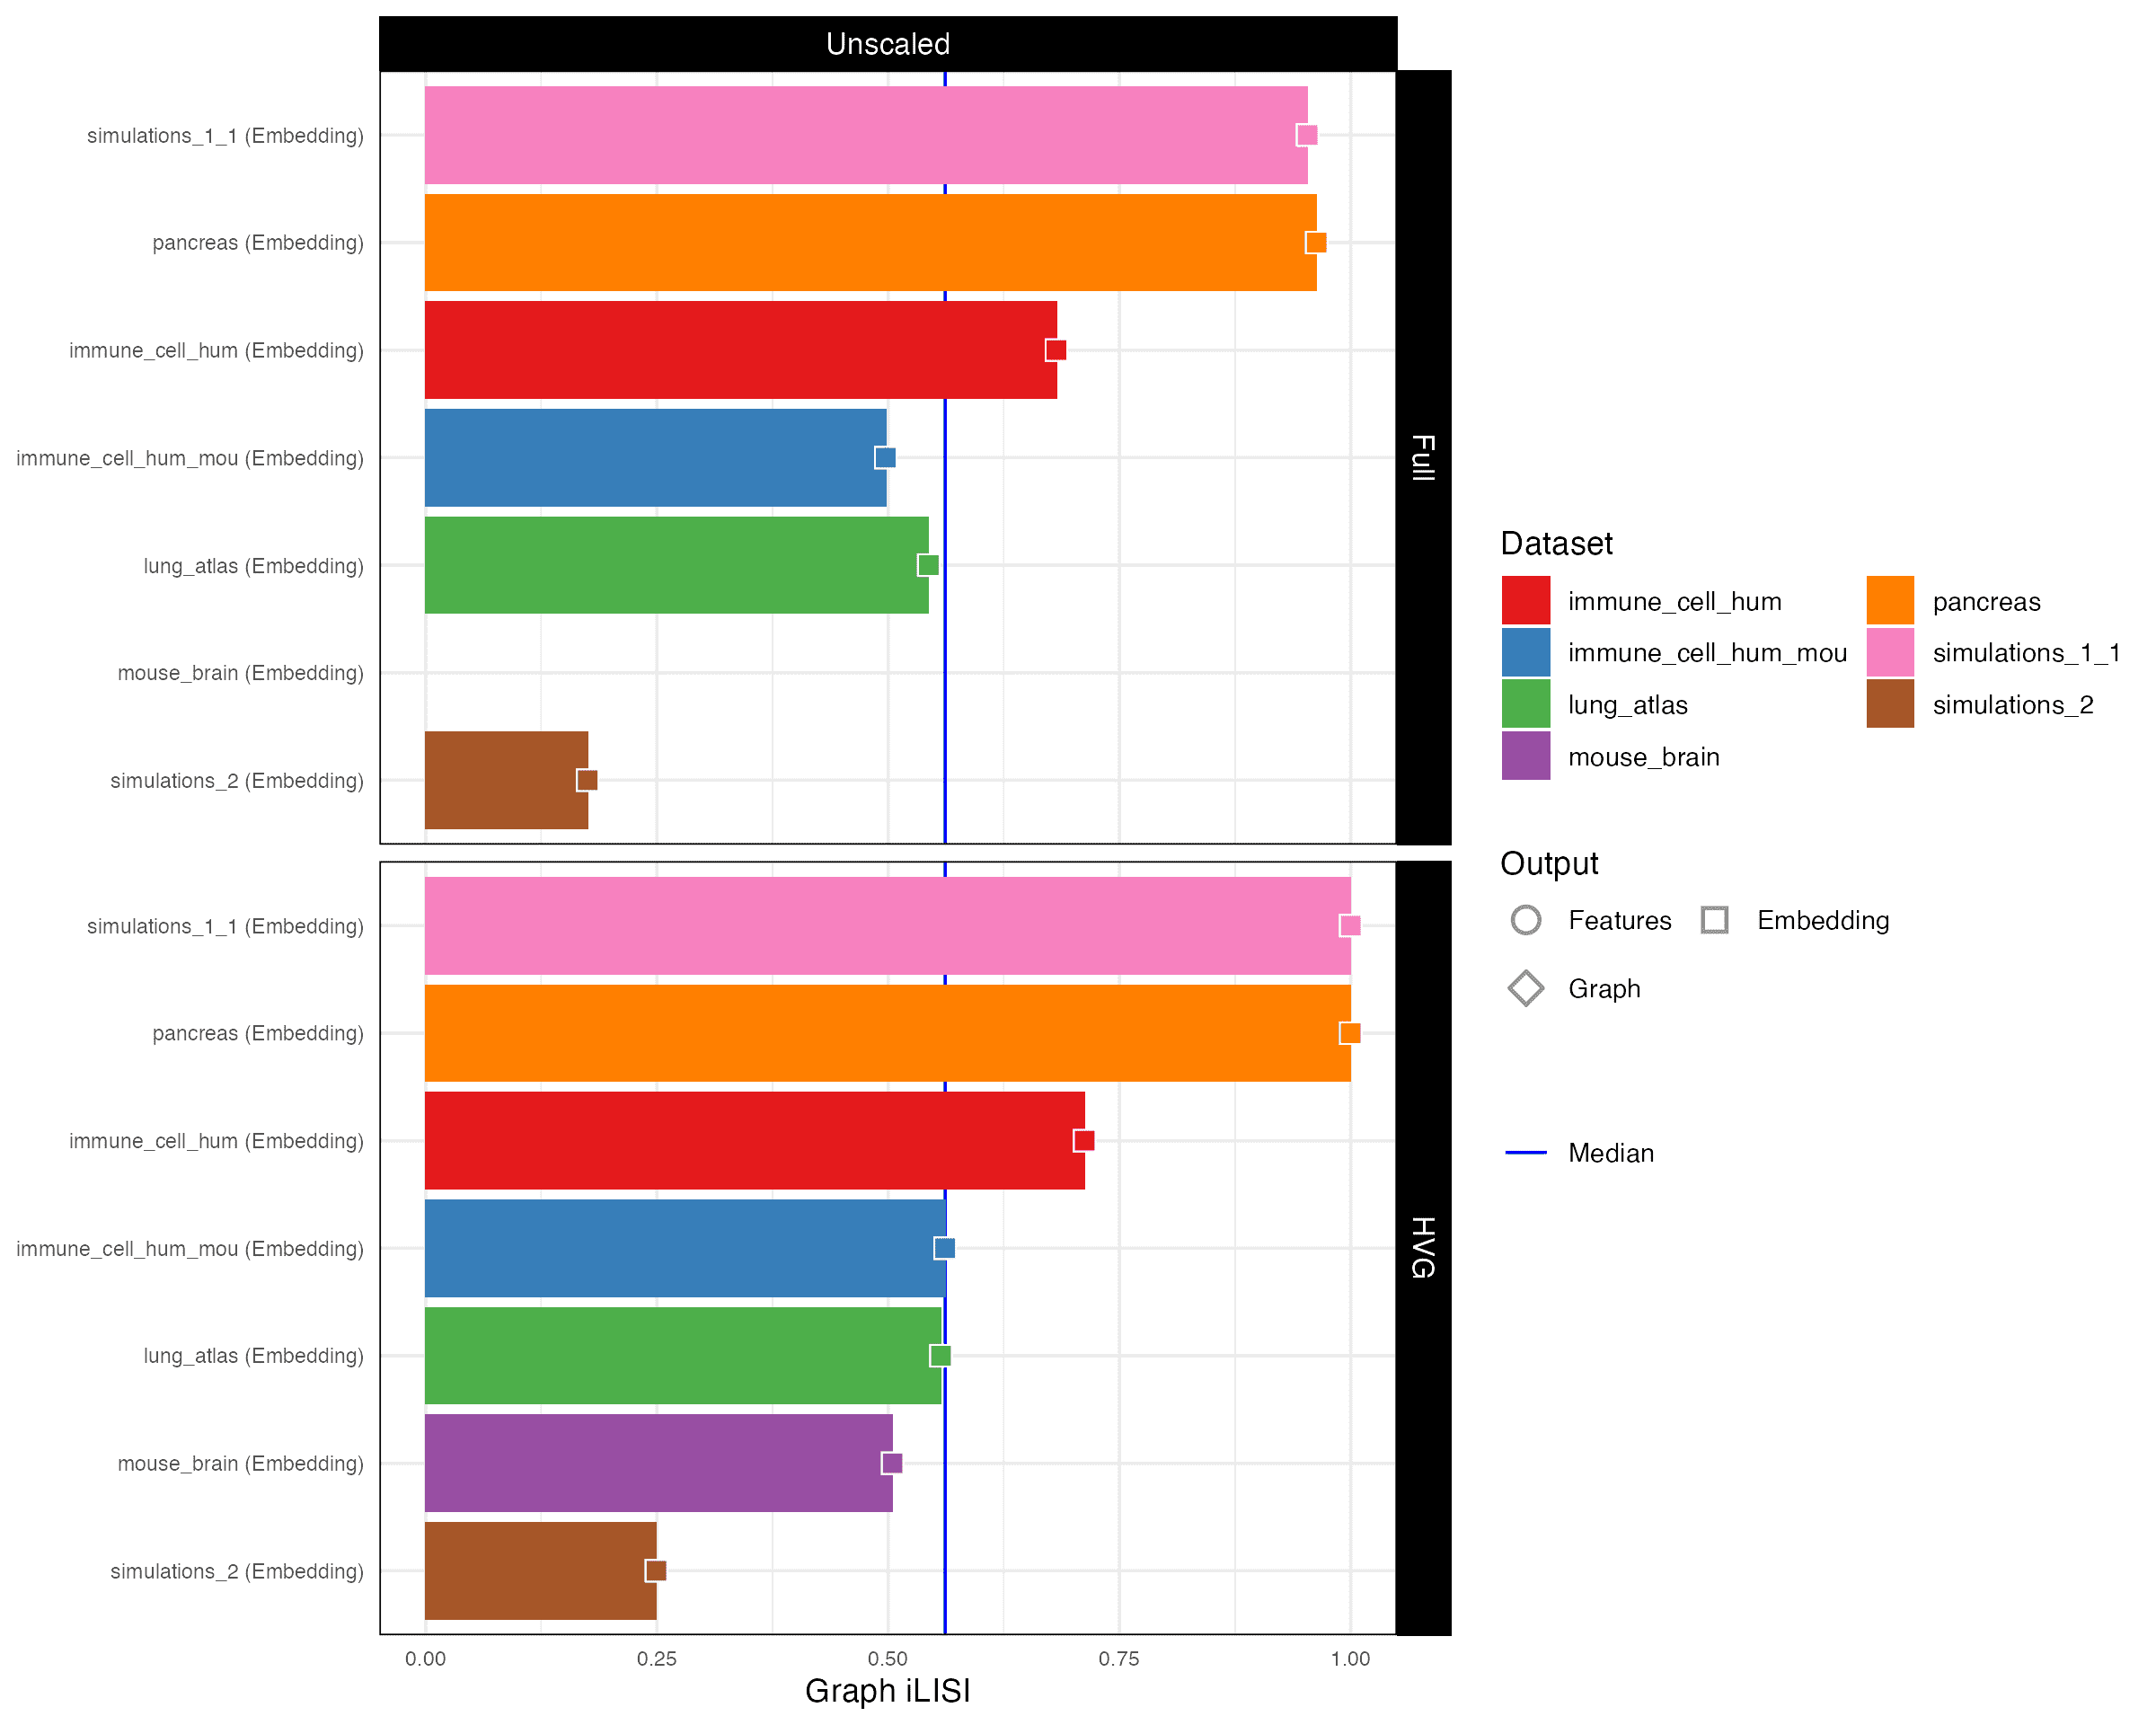 Unscaled
simulations_1_1 (Embedding)
pancreas (Embedding)
immune_cell_hum (Embedding)
immune_cell_hum_mou (Embedding)
lung_atlas (Embedding)
mouse_brain (Embedding)
simulations_2 (Embedding)
Full
simulations_1_1 (Embedding)
pancreas (Embedding)
immune_cell_hum (Embedding)
immune_cell_hum_mou (Embedding)
lung_atlas (Embedding)
mouse_brain (Embedding)
simulations_2 (Embedding)
HVG
0.00 0.25 0.50 0.75 1.00
Graph iLISI
Dataset
immune_cell_hum pancreas
immune_cell_hum_mou simulations_1_1
lung_atlas simulations_2
mouse_brain
Output
Features Embedding
Graph
Median